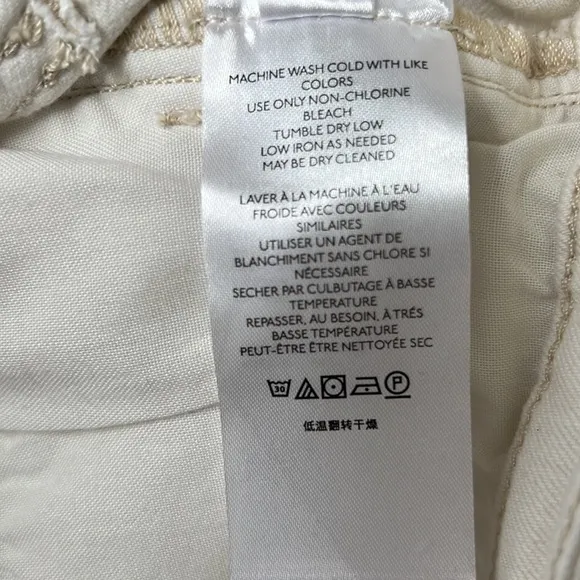 MACHINE WASH COLD WITH LIKE
COLORS
USE ONLY NON-CHLORINE
BLEACH
TUMBLE DRY LOW
LOW IRON AS NEEDED
MAY BE DRY CLEANED
LAVER À LA MACHINE À L'EAU
FROIDE AVEC COULEURS
SIMILAIRES
UTILISER UN AGENT DE
BLANCHIMENT SANS CHLORE SI
NÉCESSAIRE
SECHER PAR CULBUTAGE À BASSE
TEMPERATURE
REPASSER, AU BESOIN, À TRÉS
BASSE TEMPÉRATURE
PEUT-ÊTRE ÊTRE NETTOYÉE SEC
30 P
低温翻转干燥